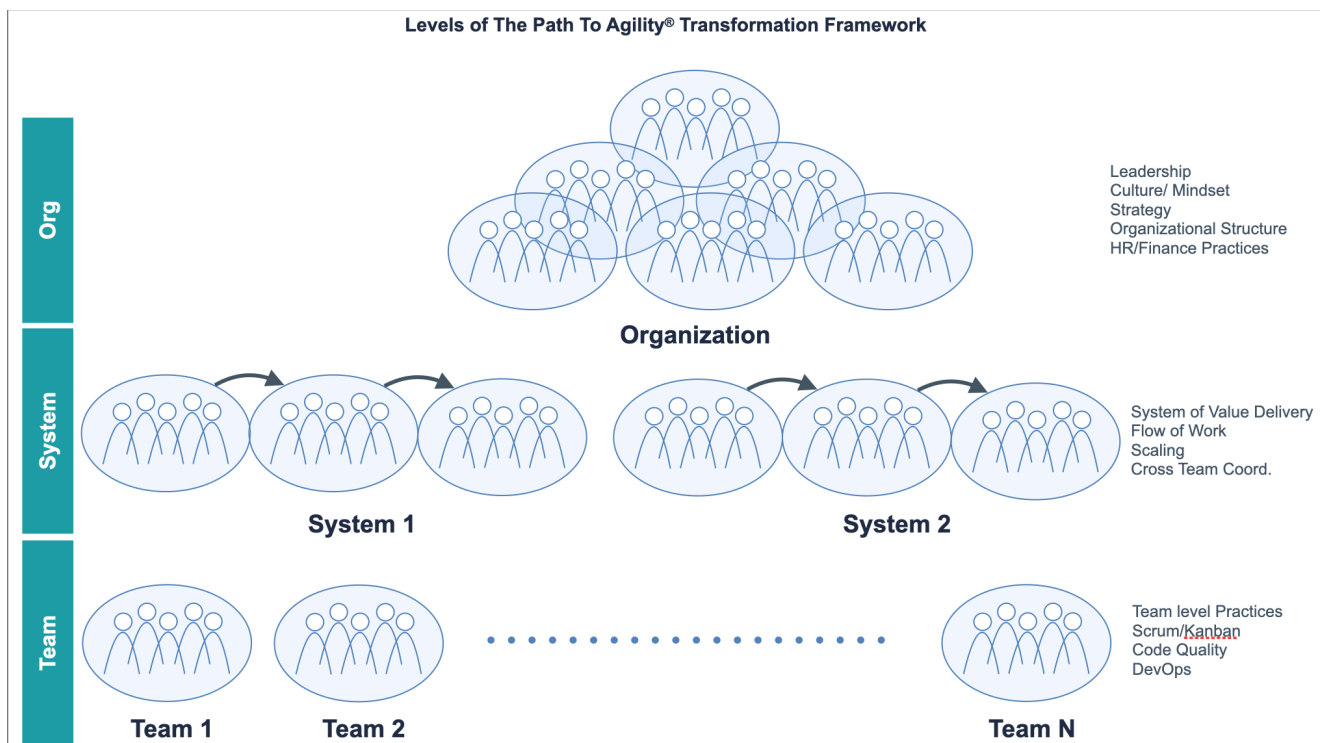 Levels of The Path To Agility® Transformation Framework
Org
Leadership
Culture/ Mindset
Strategy
Organizational Structure
HR/Finance Practices
Organization
System
System of Value Delivery
Flow of Work
Scaling
Cross Team Coord.
System 1
System 2
Team
Team level Practices
Scrum/Kanban
Code Quality
DevOps
Team 1
Team 2
Team N